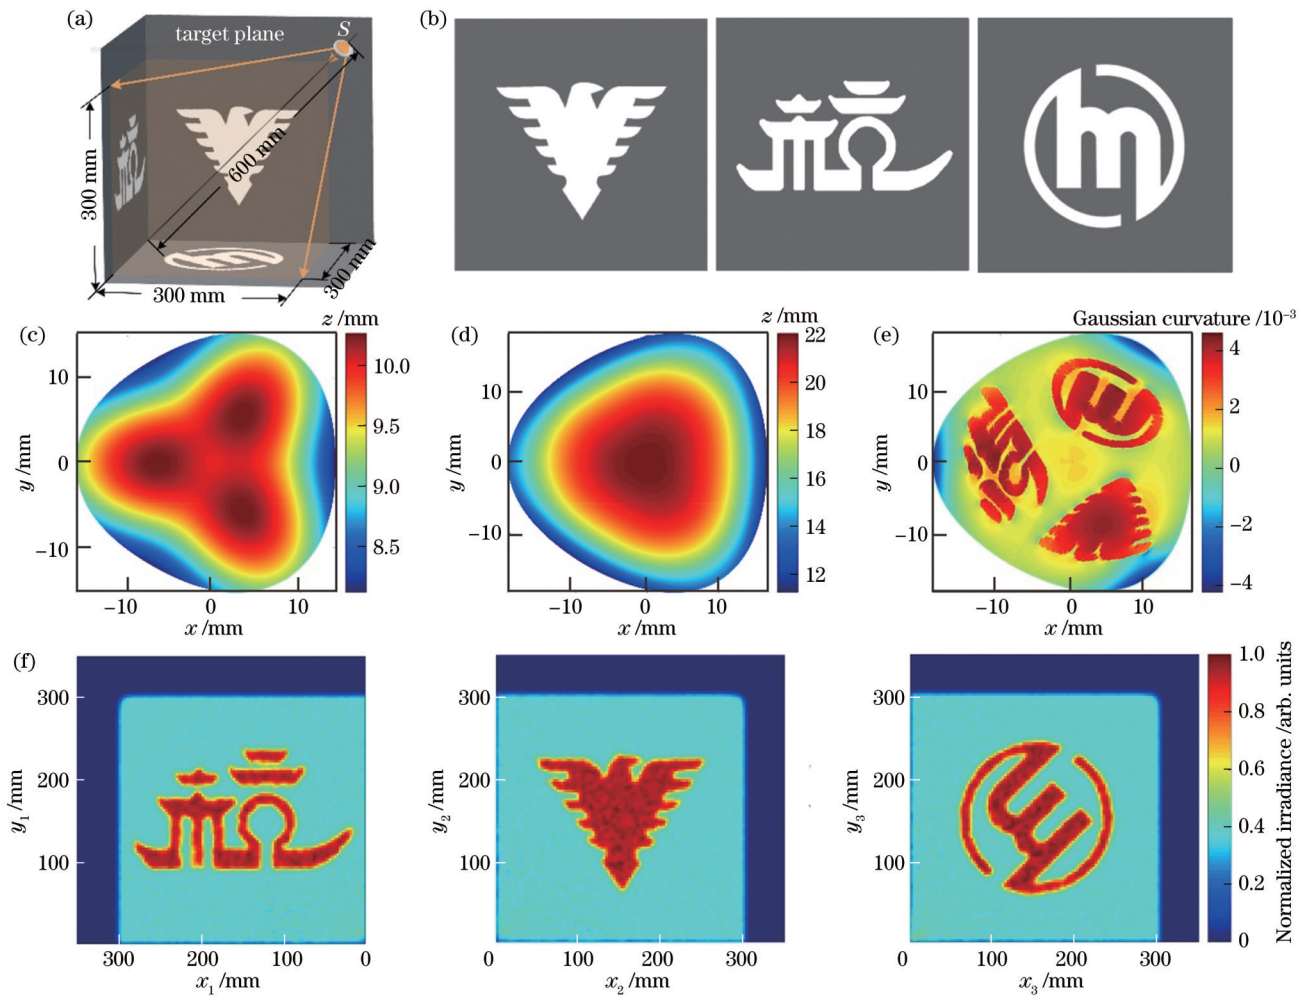 (a)
target plane
S
600 mm
300 mm
300 mm
300 mm
(b)
(c)
z /mm
10.0
9.5
9.0
8.5
10
0
−10
y /mm
−10
0
10
x /mm
(d)
z /mm
22
20
18
16
14
12
10
0
−10
y /mm
−10
0
10
x /mm
(e)
Gaussian curvature /10⁻³
4
2
0
−2
−4
10
0
−10
y /mm
−10
0
10
x /mm
(f)
300
200
100
y₁ /mm
300
200
100
0
x₁ /mm
300
200
100
y₂ /mm
0
100
200
300
x₂ /mm
300
200
100
y₃ /mm
0
100
200
300
x₃ /mm
1.0
0.8
0.6
0.4
0.2
0
Normalized irradiance /arb. units